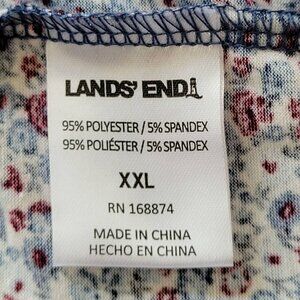 LANDS' END
95% POLYESTER / 5% SPANDEX
95% POLIÉSTER / 5% SPANDEX
XXL
RN 168874
MADE IN CHINA
HECHO EN CHINA